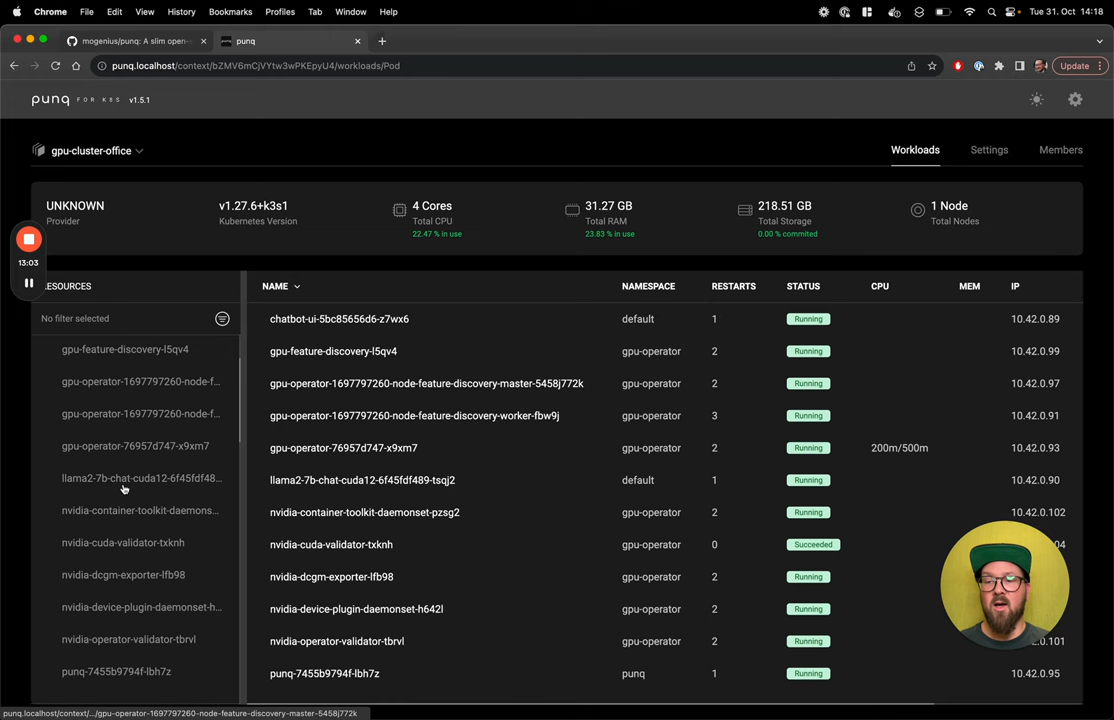 Chrome File Edit View History Bookmarks Profiles Tab Window Help Tue 31. Oct 14:18
mogenius/punq: A slim open-s punq
punq.localhost/context/bZMV6mCjVYtw3wPKEpyU4/workloads/Pod Update
punq FOR K8S v1.5.1
gpu-cluster-office Workloads Settings Members
UNKNOWN v1.27.6+k3s1 4 Cores 31.27 GB 218.51 GB 1 Node
Provider Kubernetes Version Total CPU Total RAM Total Storage Total Nodes
22.47 % in use 23.83 % in use 0.00 % commited
13:03
RESOURCES NAME NAMESPACE RESTARTS STATUS CPU MEM IP
No filter selected chatbot-ui-5bc85656d6-z7wx6 default 1 Running 10.42.0.89
gpu-feature-discovery-l5qv4 gpu-feature-discovery-l5qv4 gpu-operator 2 Running 10.42.0.99
gpu-operator-1697797260-node-f... gpu-operator-1697797260-node-feature-discovery-master-5458j772k gpu-operator 2 Running 10.42.0.97
gpu-operator-1697797260-node-f... gpu-operator-1697797260-node-feature-discovery-worker-fbw9j gpu-operator 3 Running 10.42.0.91
gpu-operator-76957d747-x9xm7 gpu-operator-76957d747-x9xm7 gpu-operator 2 Running 200m/500m 10.42.0.93
llama2-7b-chat-cuda12-6f45fdf48... llama2-7b-chat-cuda12-6f45fdf489-tsqj2 default 1 Running 10.42.0.90
nvidia-container-toolkit-daemons... nvidia-container-toolkit-daemonset-pzsg2 gpu-operator 2 Running 10.42.0.102
nvidia-cuda-validator-txknh nvidia-cuda-validator-txknh gpu-operator 0 Succeeded 04
nvidia-dcgm-exporter-lfb98 nvidia-dcgm-exporter-lfb98 gpu-operator 2 Running
nvidia-device-plugin-daemonset-h... nvidia-device-plugin-daemonset-h642l gpu-operator 2 Running
nvidia-operator-validator-tbrvl nvidia-operator-validator-tbrvl gpu-operator 2 Running .0.101
punq-7455b9794f-lbh7z punq-7455b9794f-lbh7z punq 1 Running 10.42.0.95
punq.localhost/context/.../gpu-operator-1697797260-node-feature-discovery-master-5458j772k